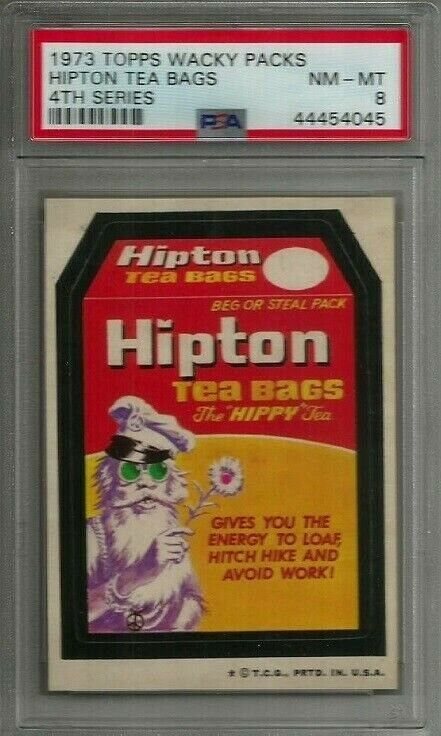 1973 TOPPS WACKY PACKS
HIPTON TEA BAGS NM - MT
4TH SERIES 8
PSA 44454045
Hipton
TEA BAGS
BEG OR STEAL PACK
Hipton
TEA BAGS
The "HIPPY" Tea
GIVES YOU THE
ENERGY TO LOAF,
HITCH HIKE AND
AVOID WORK!
* © T.C.G., PRTD. IN U.S.A.